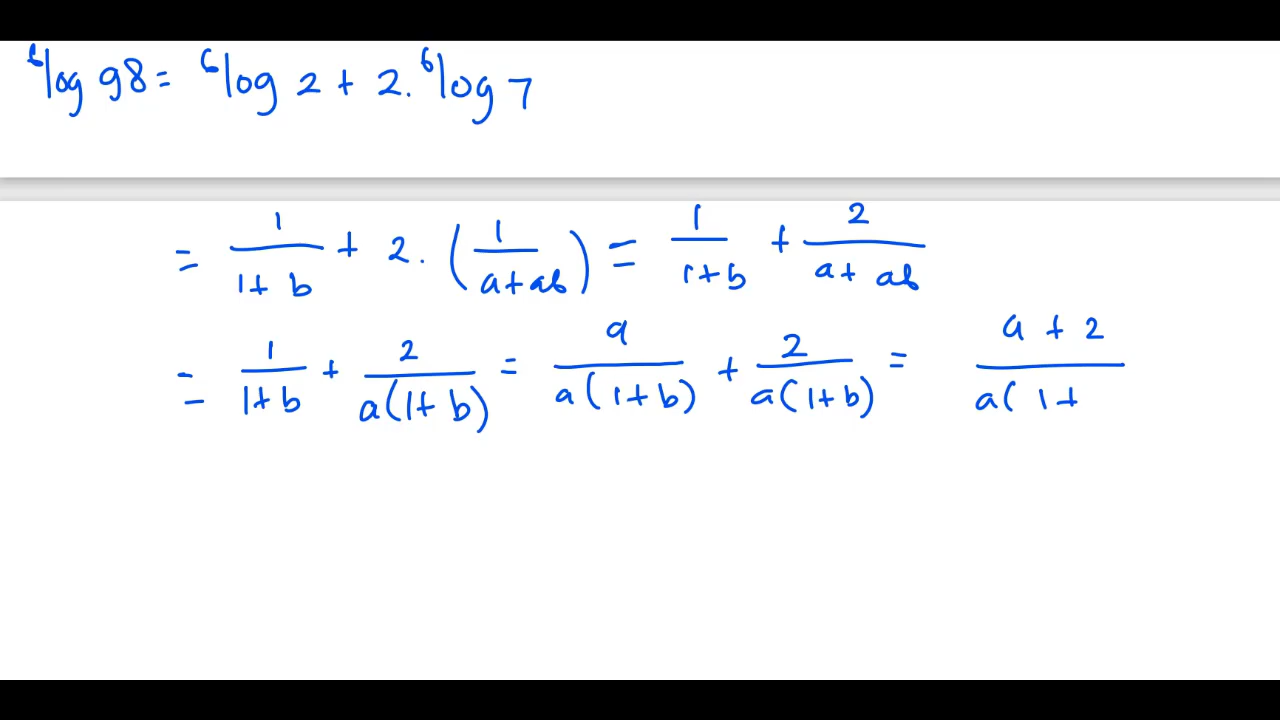 ⁶log 98 = ⁶log 2 + 2. ⁶log 7
= 1/(1+b) + 2. (1/(a+ab)) = 1/(1+b) + 2/(a+ab)
= 1/(1+b) + 2/(a(1+b)) = a/(a(1+b)) + 2/(a(1+b)) = (a+2)/(a(1+